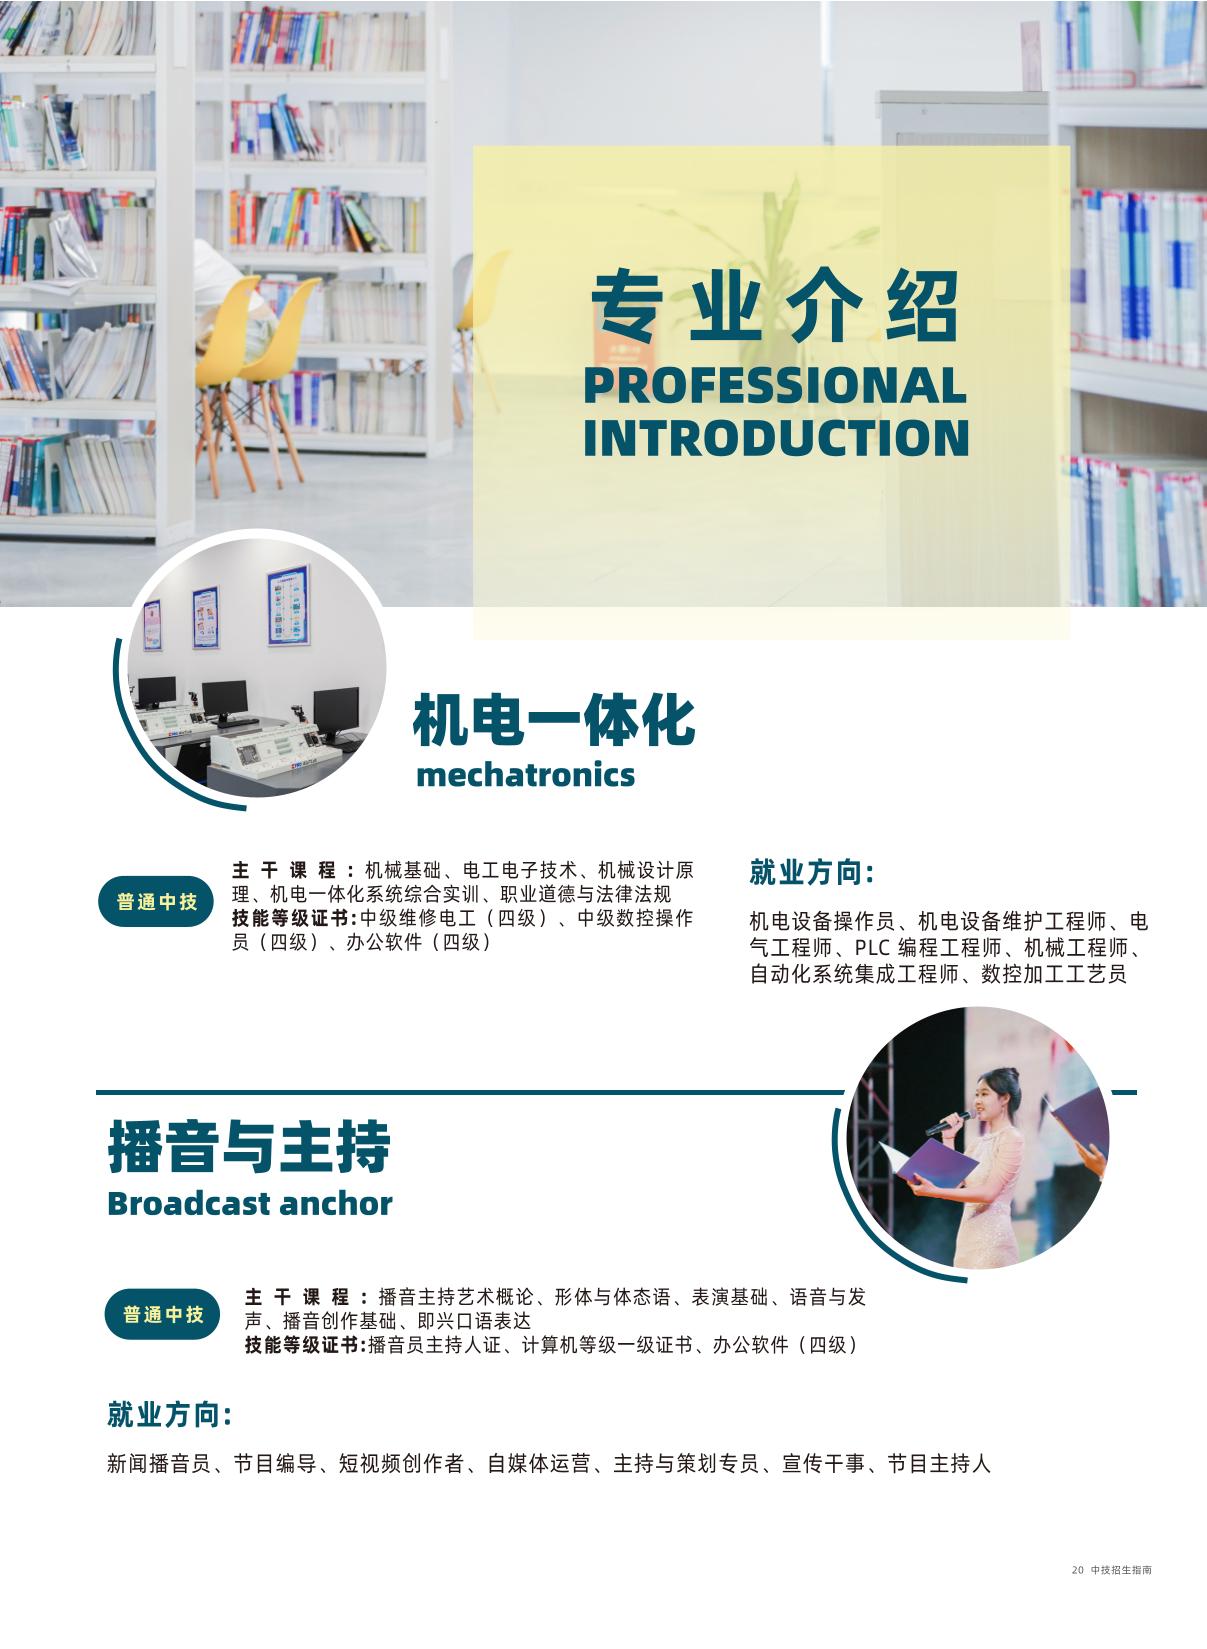 专业介绍
PROFESSIONAL
INTRODUCTION
机电一体化
mechatronics
普通中技
主干课程：机械基础、电工电子技术、机械设计原
理、机电一体化系统综合实训、职业道德与法律法规
技能等级证书:中级维修电工（四级）、中级数控操作
员（四级）、办公软件（四级）
就业方向:
机电设备操作员、机电设备维护工程师、电
气工程师、PLC 编程工程师、机械工程师、
自动化系统集成工程师、数控加工工艺员
播音与主持
Broadcast anchor
普通中技
主干课程：播音主持艺术概论、形体与体态语、表演基础、语音与发
声、播音创作基础、即兴口语表达
技能等级证书:播音员主持人证、计算机等级一级证书、办公软件（四级）
就业方向:
新闻播音员、节目编导、短视频创作者、自媒体运营、主持与策划专员、宣传干事、节目主持人
20 中技招生指南